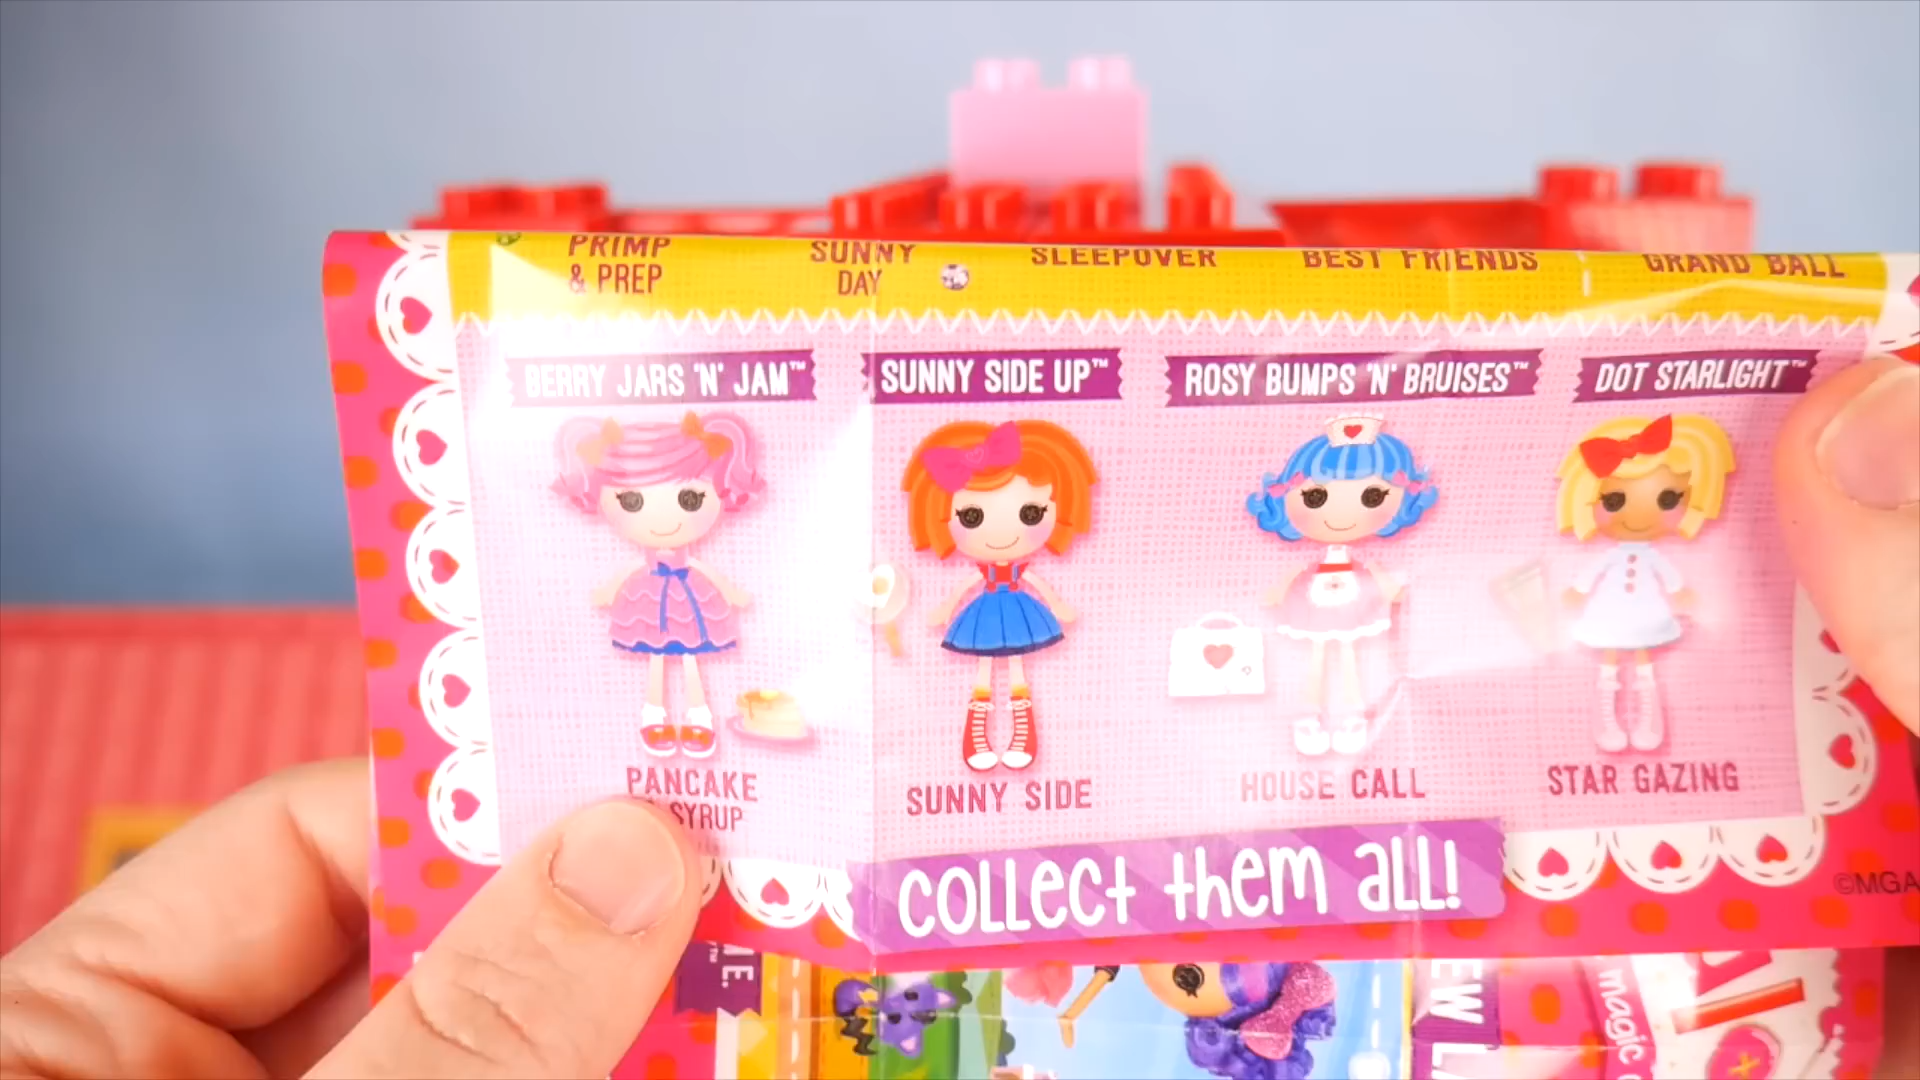 PRIMP
& PREP
SUNNY
DAY
SLEEPOVER
BEST FRIENDS
GRAND BALL
BERRY JARS 'N' JAM™
SUNNY SIDE UP™
ROSY BUMPS 'N' BRUISES™
DOT STARLIGHT™
PANCAKE
SYRUP
SUNNY SIDE
HOUSE CALL
STAR GAZING
COLLECT THEM ALL!
©MGA
magic